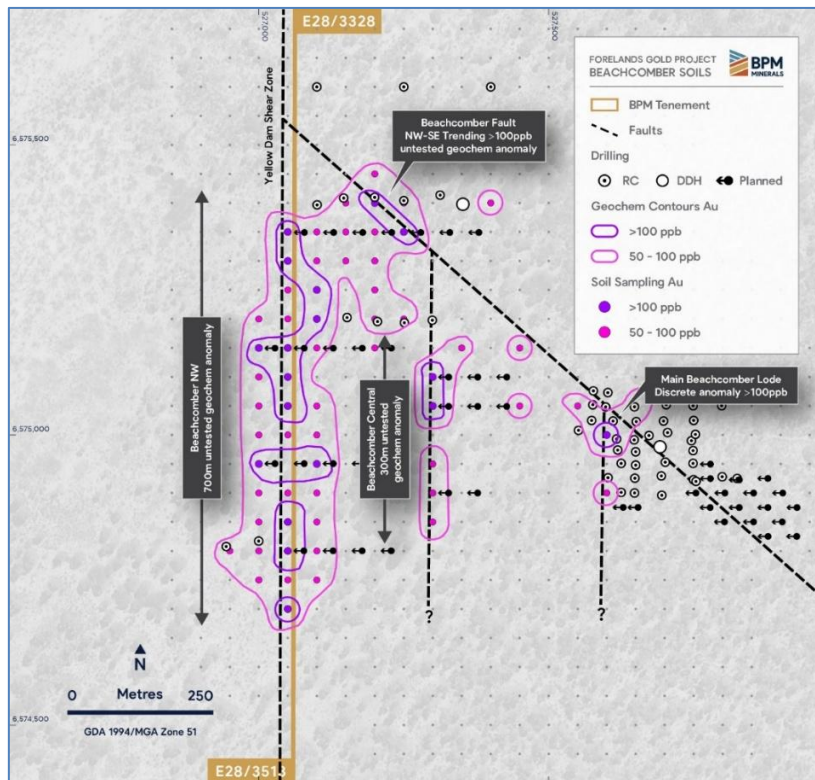 527000
E28/3328
527,500
FORELANDS GOLD PROJECT
BEACHCOMBER SOILS
BPM
MINERALS
BPM Tenement
Faults
Drilling
RC
DDH
Planned
Geochem Contours Au
>100 ppb
50 - 100 ppb
Soil Sampling Au
>100 ppb
50 - 100 ppb
Yellow Dam Shear Zone
6,575,500
Beachcomber Fault
NW-SE Trending >100ppb
untested geochem anomaly
Beachcomber NW
700m untested geochem anomaly
Beachcomber Central
300m untested
geochem anomaly
Main Beachcomber Lode
Discrete anomaly >100ppb
6,575,000
?
?
N
0 Metres 250
GDA 1994/MGA Zone 51
6,574,500
E28/3513